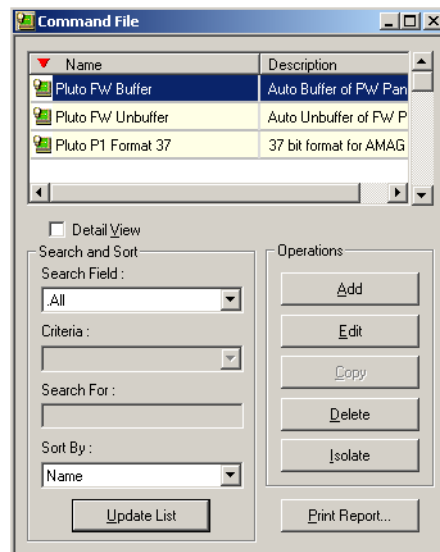 Command File
Name Description
Pluto FW Buffer Auto Buffer of PW Pan
Pluto FW Unbuffer Auto Unbuffer of FW P
Pluto P1 Format 37 37 bit format for AMAG
Detail View
Search and Sort
Search Field :
.All
Criteria :
Search For :
Sort By :
Name
Update List
Operations
Add
Edit
Copy
Delete
Isolate
Print Report...